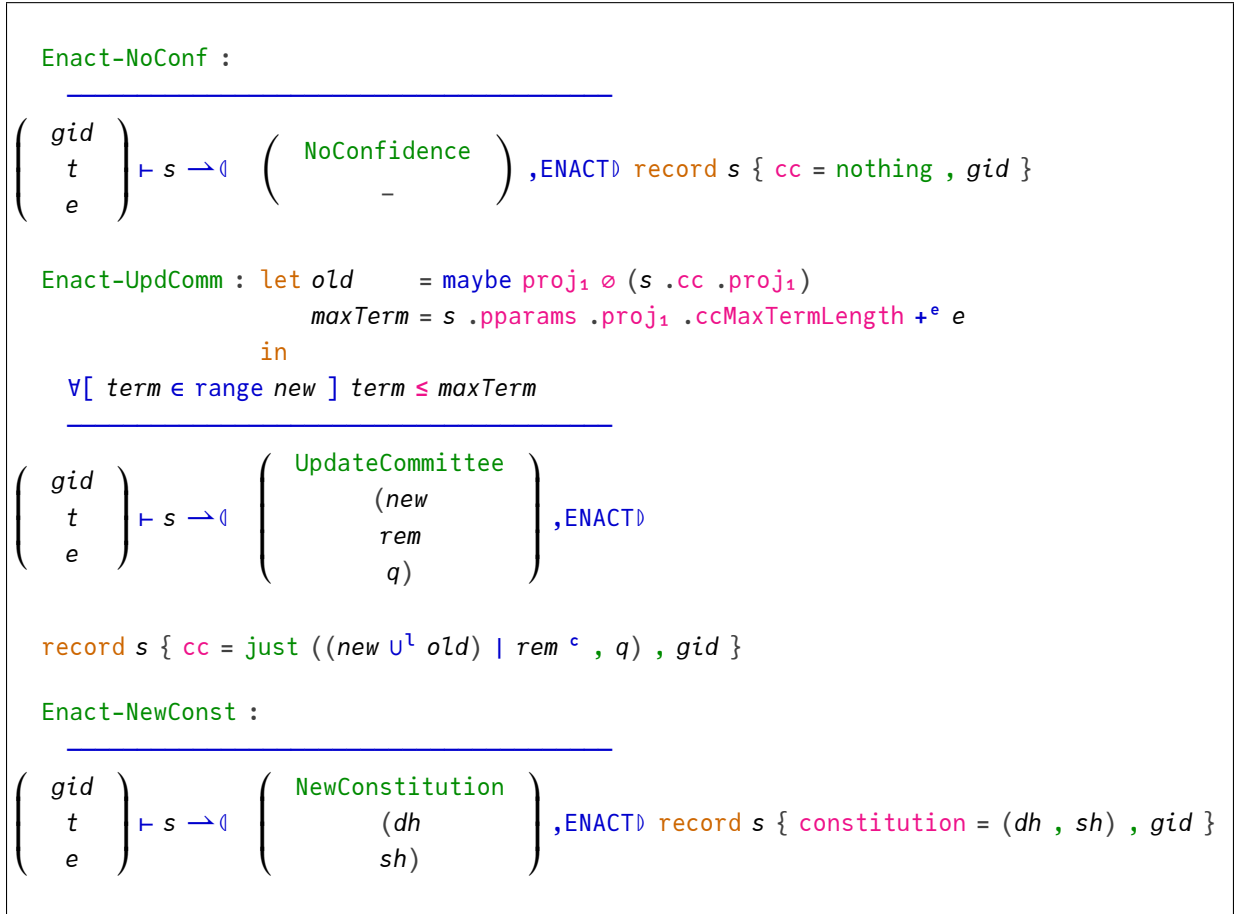 Enact-NoConf :
gid
t
e
⊢ s ⇀⦇ ( NoConfidence
_ ) ,ENACT⦈ record s { cc = nothing , gid }
Enact-UpdComm : let old = maybe proj₁ ∅ (s .cc .proj₁)
maxTerm = s .pparams .proj₁ .ccMaxTermLength +ᵉ e
in
∀[ term ∈ range new ] term ≤ maxTerm
gid
t
e
⊢ s ⇀⦇
UpdateCommittee
(new
rem
q)
,ENACT⦈
record s { cc = just ((new ∪ˡ old) ∣ rem ᶜ , q) , gid }
Enact-NewConst :
gid
t
e
⊢ s ⇀⦇
NewConstitution
(dh
sh)
,ENACT⦈ record s { constitution = (dh , sh) , gid }